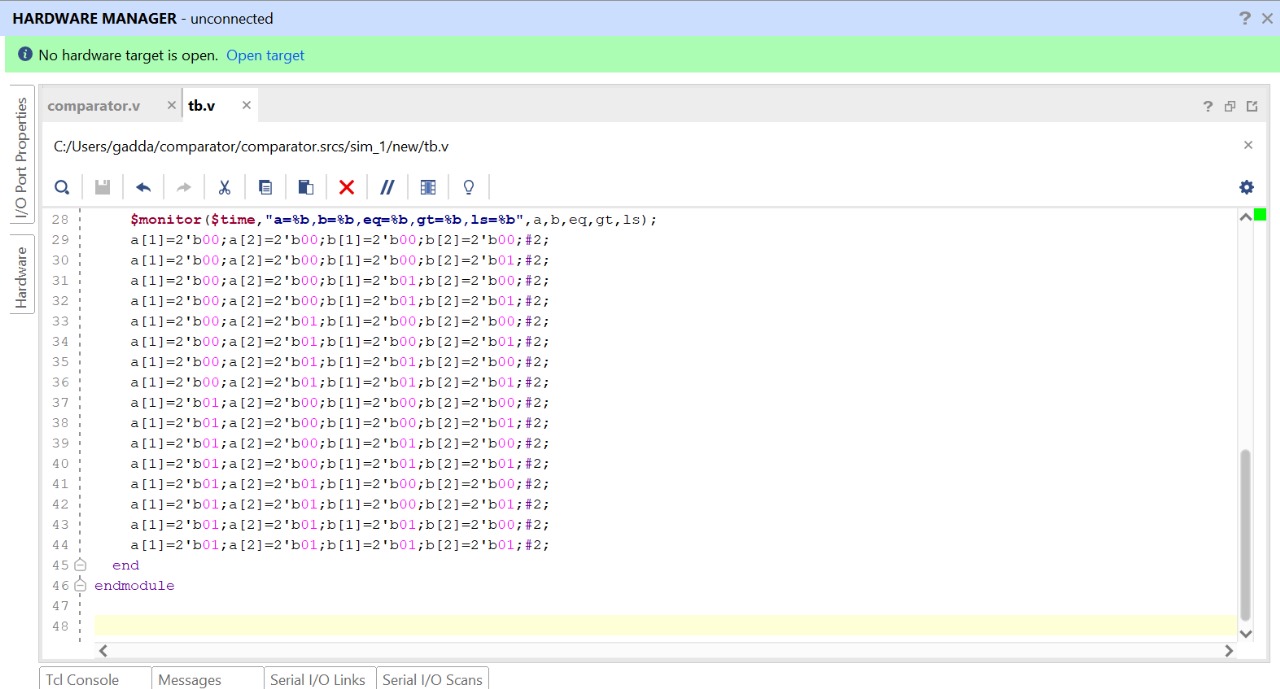 HARDWARE MANAGER - unconnected
No hardware target is open. Open target
I/O Port Properties
Hardware
comparator.v
tb.v
C:/Users/gadda/comparator/comparator.srcs/sim_1/new/tb.v
28 $monitor($time,"a=%b,b=%b,eq=%b,gt=%b,ls=%b",a,b,eq,gt,ls);
29 a[1]=2'b00;a[2]=2'b00;b[1]=2'b00;b[2]=2'b00;#2;
30 a[1]=2'b00;a[2]=2'b00;b[1]=2'b00;b[2]=2'b01;#2;
31 a[1]=2'b00;a[2]=2'b00;b[1]=2'b01;b[2]=2'b00;#2;
32 a[1]=2'b00;a[2]=2'b00;b[1]=2'b01;b[2]=2'b01;#2;
33 a[1]=2'b00;a[2]=2'b01;b[1]=2'b00;b[2]=2'b00;#2;
34 a[1]=2'b00;a[2]=2'b01;b[1]=2'b00;b[2]=2'b01;#2;
35 a[1]=2'b00;a[2]=2'b01;b[1]=2'b01;b[2]=2'b00;#2;
36 a[1]=2'b00;a[2]=2'b01;b[1]=2'b01;b[2]=2'b01;#2;
37 a[1]=2'b01;a[2]=2'b00;b[1]=2'b00;b[2]=2'b00;#2;
38 a[1]=2'b01;a[2]=2'b00;b[1]=2'b00;b[2]=2'b01;#2;
39 a[1]=2'b01;a[2]=2'b00;b[1]=2'b01;b[2]=2'b00;#2;
40 a[1]=2'b01;a[2]=2'b00;b[1]=2'b01;b[2]=2'b01;#2;
41 a[1]=2'b01;a[2]=2'b01;b[1]=2'b00;b[2]=2'b00;#2;
42 a[1]=2'b01;a[2]=2'b01;b[1]=2'b00;b[2]=2'b01;#2;
43 a[1]=2'b01;a[2]=2'b01;b[1]=2'b01;b[2]=2'b00;#2;
44 a[1]=2'b01;a[2]=2'b01;b[1]=2'b01;b[2]=2'b01;#2;
45 end
46 endmodule
47
48
Tcl Console
Messages
Serial I/O Links
Serial I/O Scans